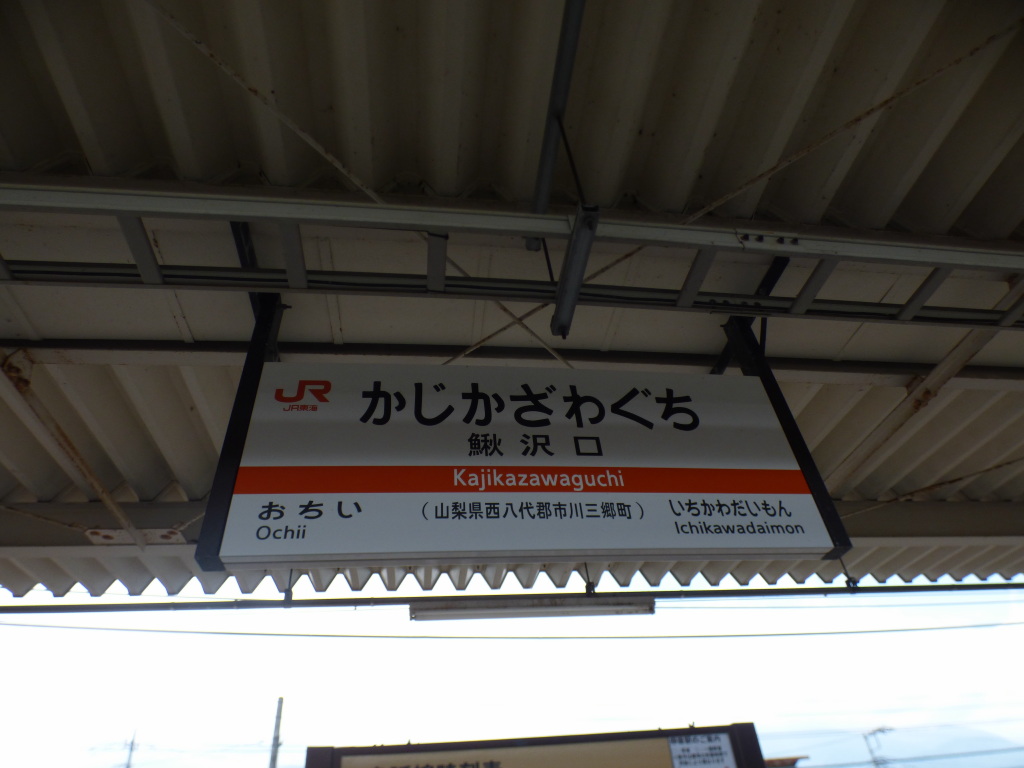 JR
JR東海
かじかざわぐち
鰍沢口
Kajikazawaguchi
おちい
Ochii
(山梨県西八代郡市川三郷町)
いちかわだいもん
Ichikawadaimon